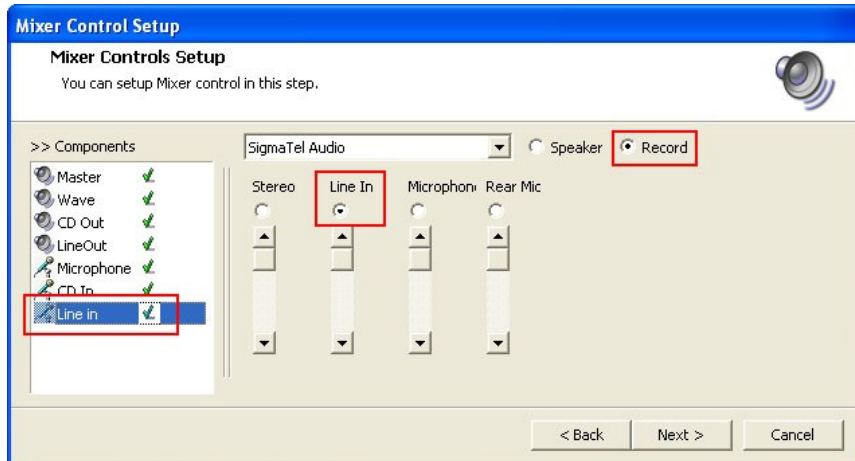 Mixer Control Setup
Mixer Controls Setup
You can setup Mixer control in this step.
>> Components
SigmaTel Audio
Speaker
Record
Master
Wave
CD Out
LineOut
Microphone
CD In
Line in
Stereo
Line In
Microphon
Rear Mic
< Back
Next >
Cancel